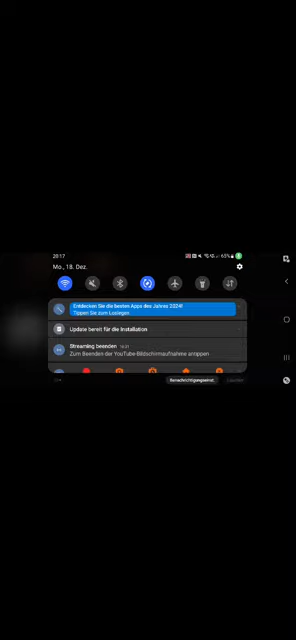 20:17
65%
Mo., 18. Dez.
Entdecken Sie die besten Apps des Jahres 2024!
Tippen Sie zum Loslegen
Update bereit für die Installation
Streaming beenden
Zum Beenden der YouTube-Bildschirmaufnahme antippen
Benachrichtigungseinst.